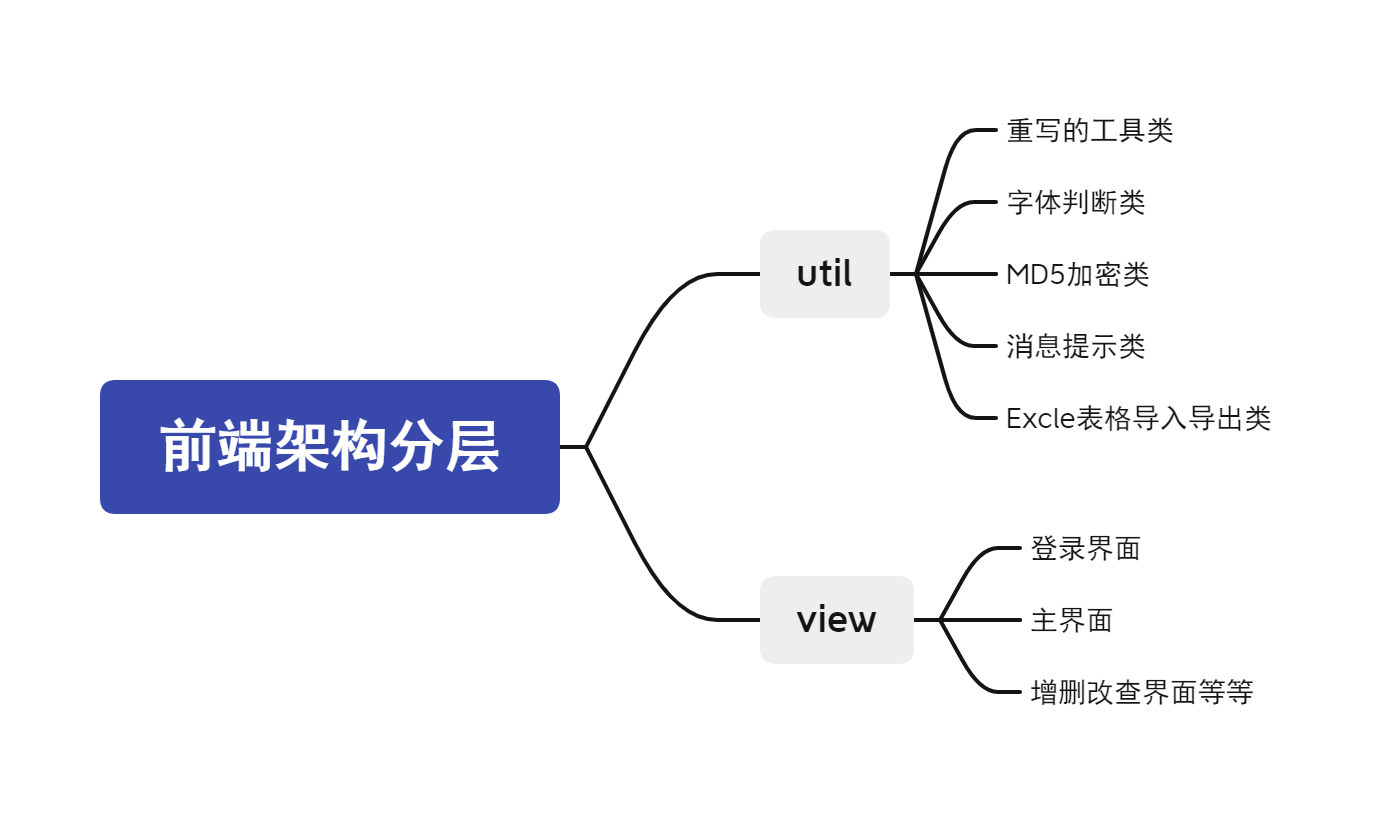 前端架构分层
util
重写的工具类
字体判断类
MD5加密类
消息提示类
Excle表格导入导出类
view
登录界面
主界面
增删改查界面等等